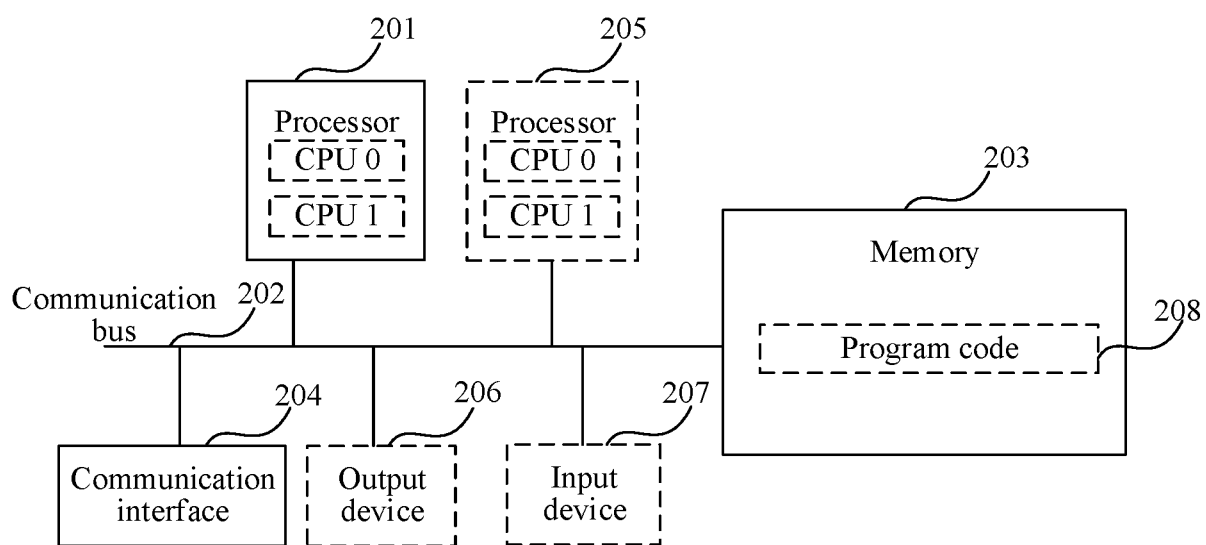 201
205
Processor
CPU 0
CPU 1
Processor
CPU 0
CPU 1
203
Memory
Communication
bus
202
208
Program code
204
206
207
Communication
interface
Output
device
Input
device